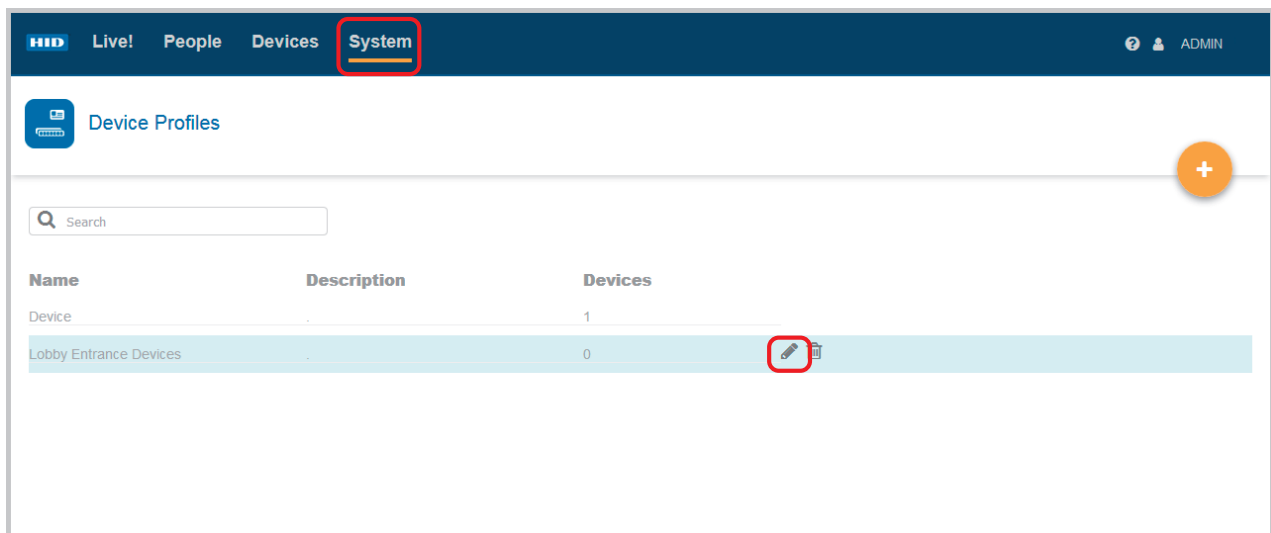 HID Live! People Devices System ADMIN
Device Profiles
Search
Name Description Devices
Device . 1
Lobby Entrance Devices . 0